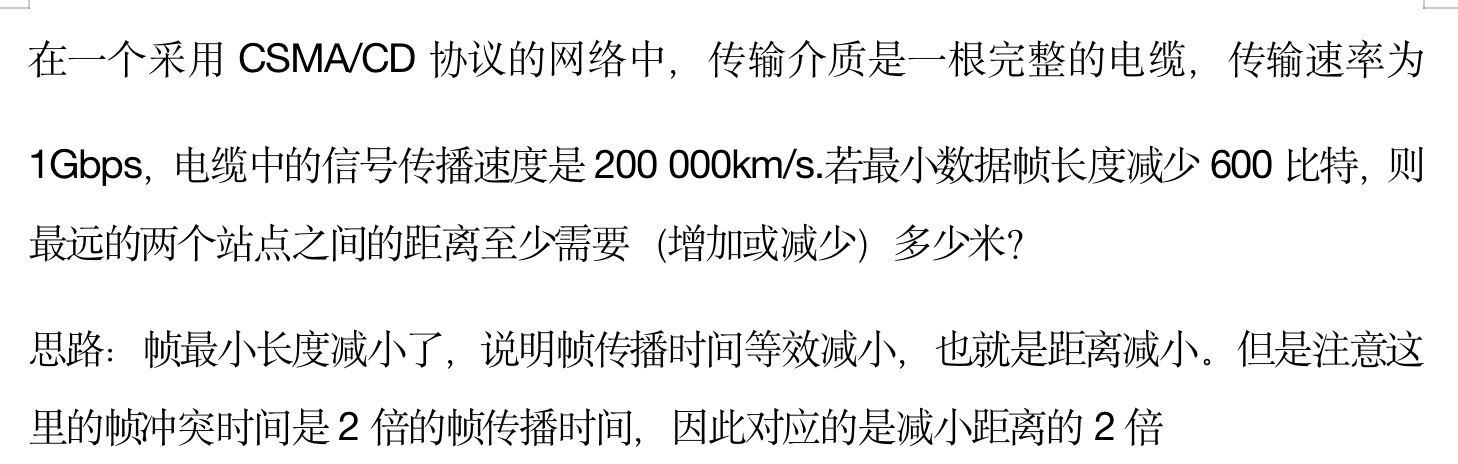 在一个采用 CSMA/CD 协议的网络中，传输介质是一根完整的电缆，传输速率为
1Gbps，电缆中的信号传播速度是 200 000km/s.若最小数据帧长度减少 600 比特，则
最远的两个站点之间的距离至少需要（增加或减少）多少米？
思路：帧最小长度减小了，说明帧传播时间等效减小，也就是距离减小。但是注意这
里的帧冲突时间是 2 倍的帧传播时间，因此对应的是减小距离的 2 倍